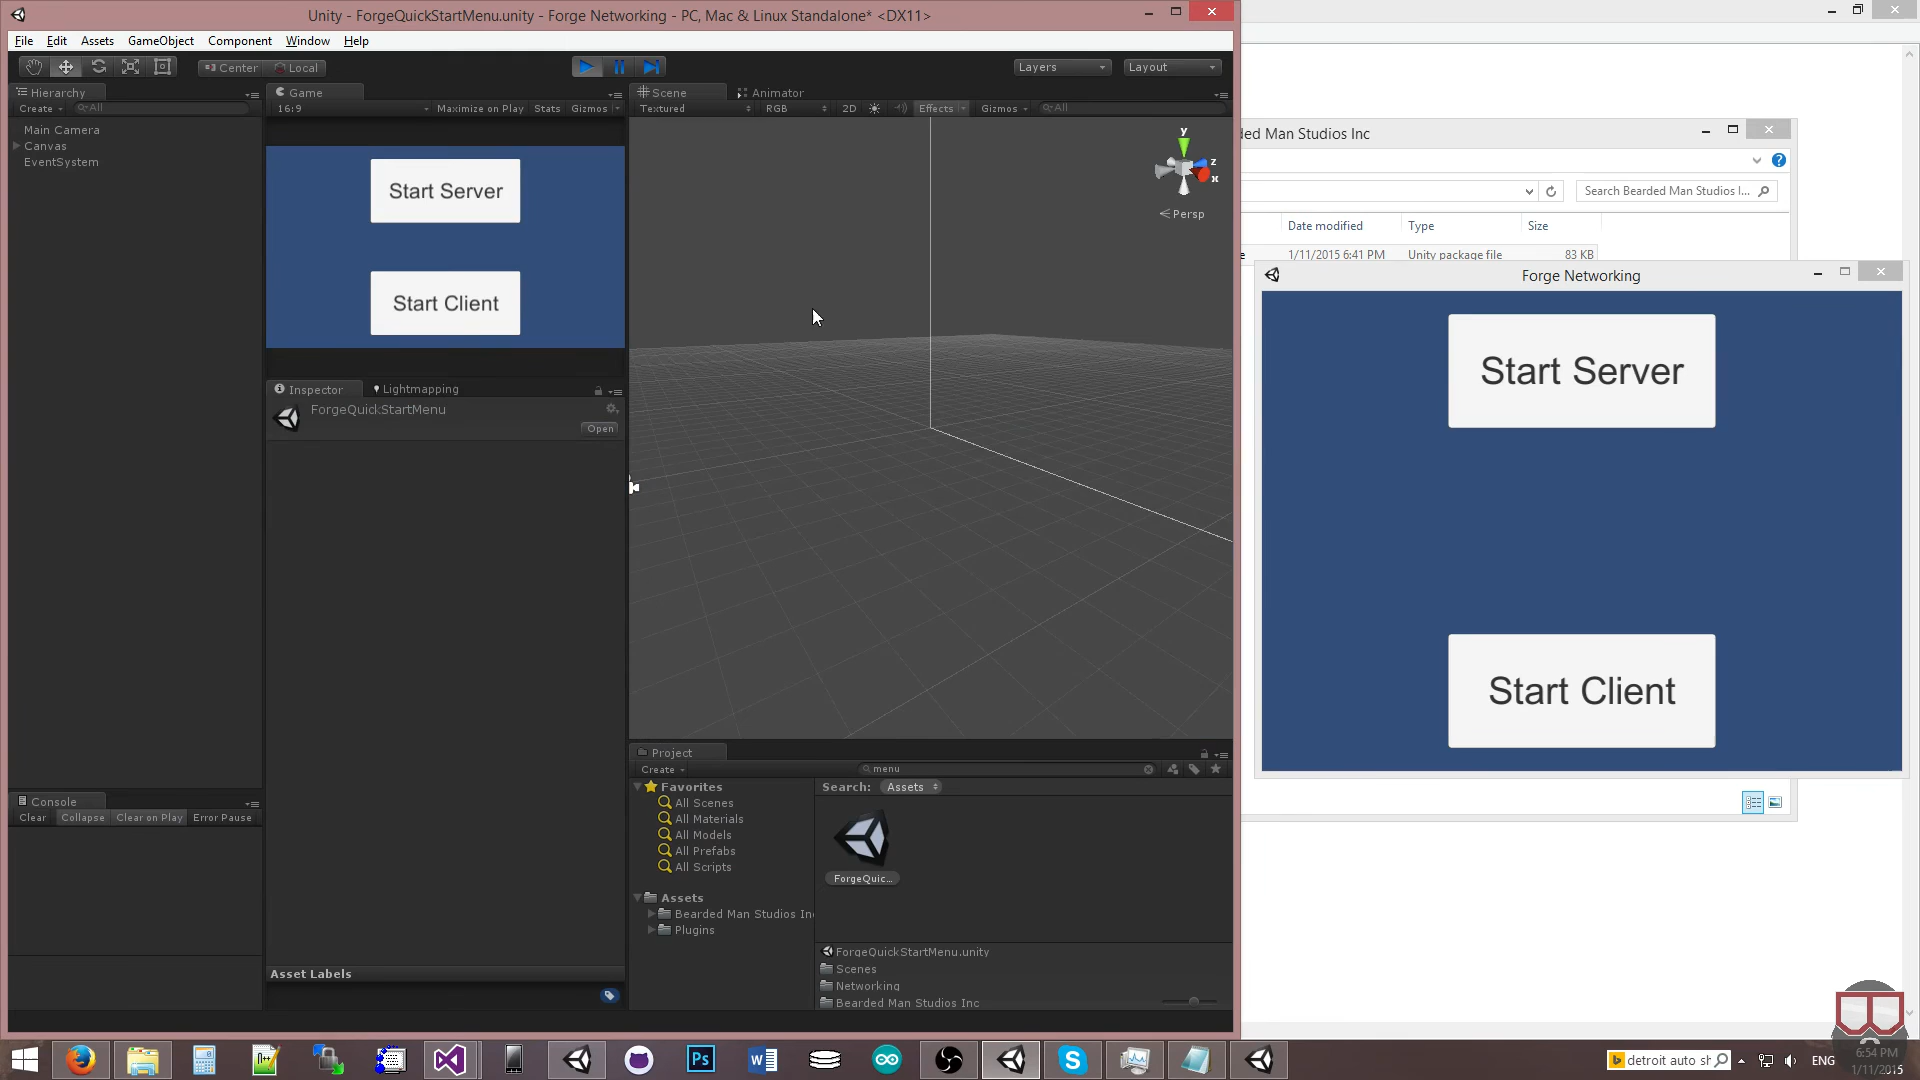 Unity - ForgeQuickStartMenu.unity - Forge Networking - PC, Mac & Linux Standalone* <DX11>
File Edit Assets GameObject Component Window Help
Center Local
Layers
Layout
Hierarchy
Create
All
Main Camera
Canvas
EventSystem
Game
16:9
Maximize on Play Stats Gizmos
Start Server
Start Client
Inspector
Lightmapping
ForgeQuickStartMenu
Open
Asset Labels
Scene
Animator
Textured
RGB
2D
Effects
Gizmos
All
y
z
x
Persp
Console
Clear Collapse Clear on Play Error Pause
Project
Create
menu
Favorites
All Scenes
All Materials
All Models
All Prefabs
All Scripts
Assets
Bearded Man Studios In
Plugins
Search: Assets
ForgeQuic...
ForgeQuickStartMenu.unity
Scenes
Networking
Bearded Man Studios Inc
ded Man Studios Inc
Search Bearded Man Studios I...
Date modified Type Size
e 1/11/2015 6:41 PM Unity package file 83 KB
Forge Networking
Start Server
Start Client
Ps
detroit auto sh
ENG
6:54 PM
1/11/2015